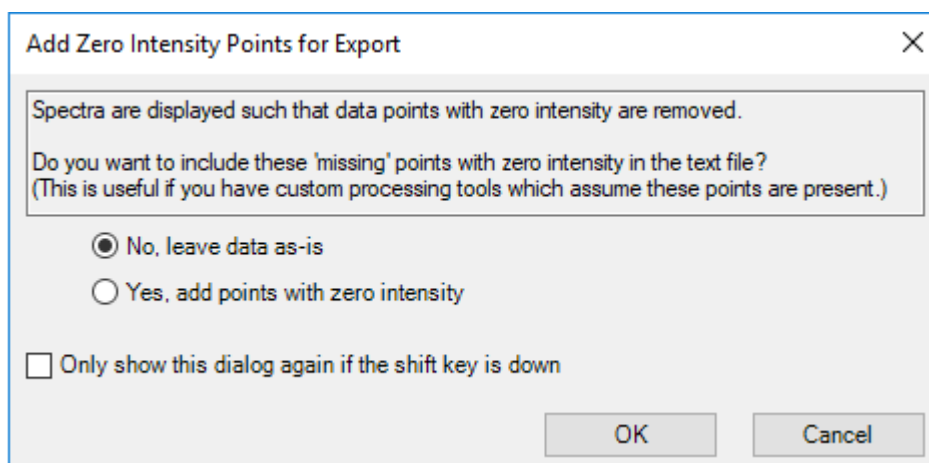 Add Zero Intensity Points for Export
Spectra are displayed such that data points with zero intensity are removed.
Do you want to include these 'missing' points with zero intensity in the text file?
(This is useful if you have custom processing tools which assume these points are present.)
No, leave data as-is
Yes, add points with zero intensity
Only show this dialog again if the shift key is down
OK
Cancel